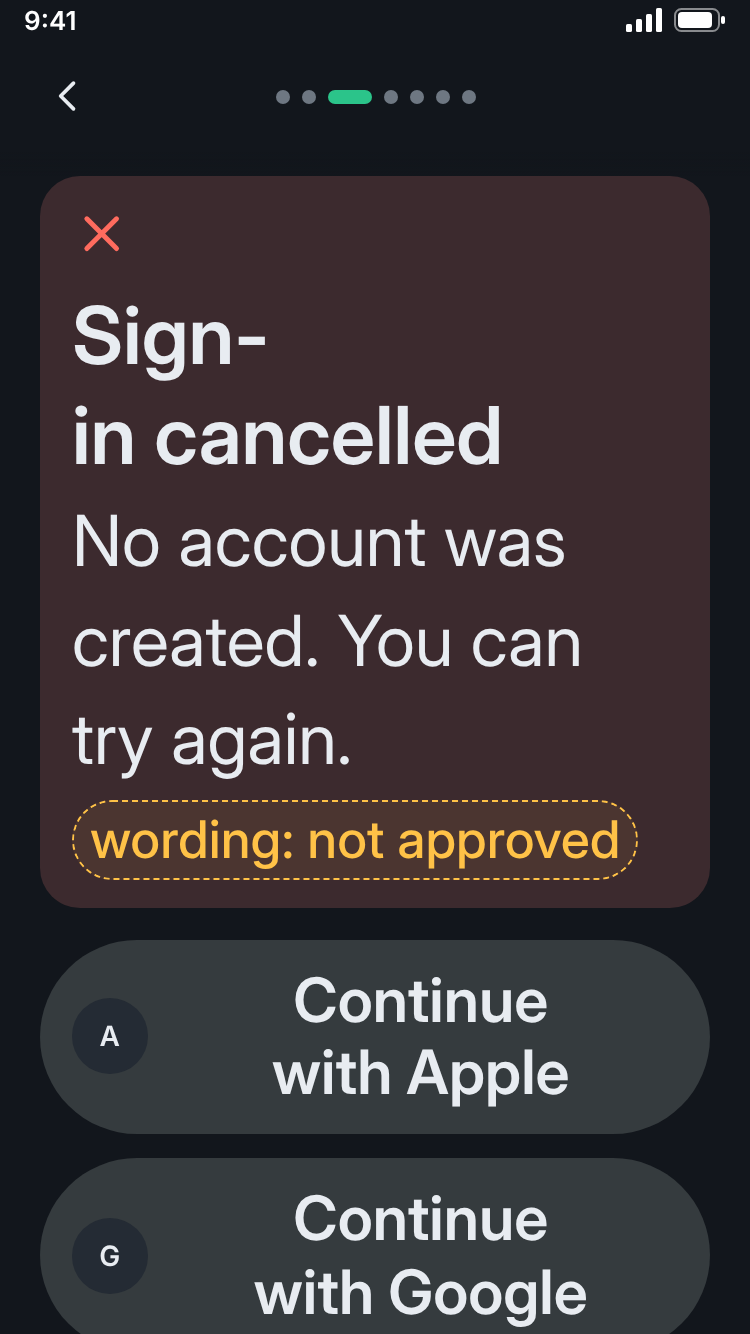 9:41
Sign-
in cancelled
No account was
created. You can
try again.
wording: not approved
A
Continue
with Apple
G
Continue
with Google